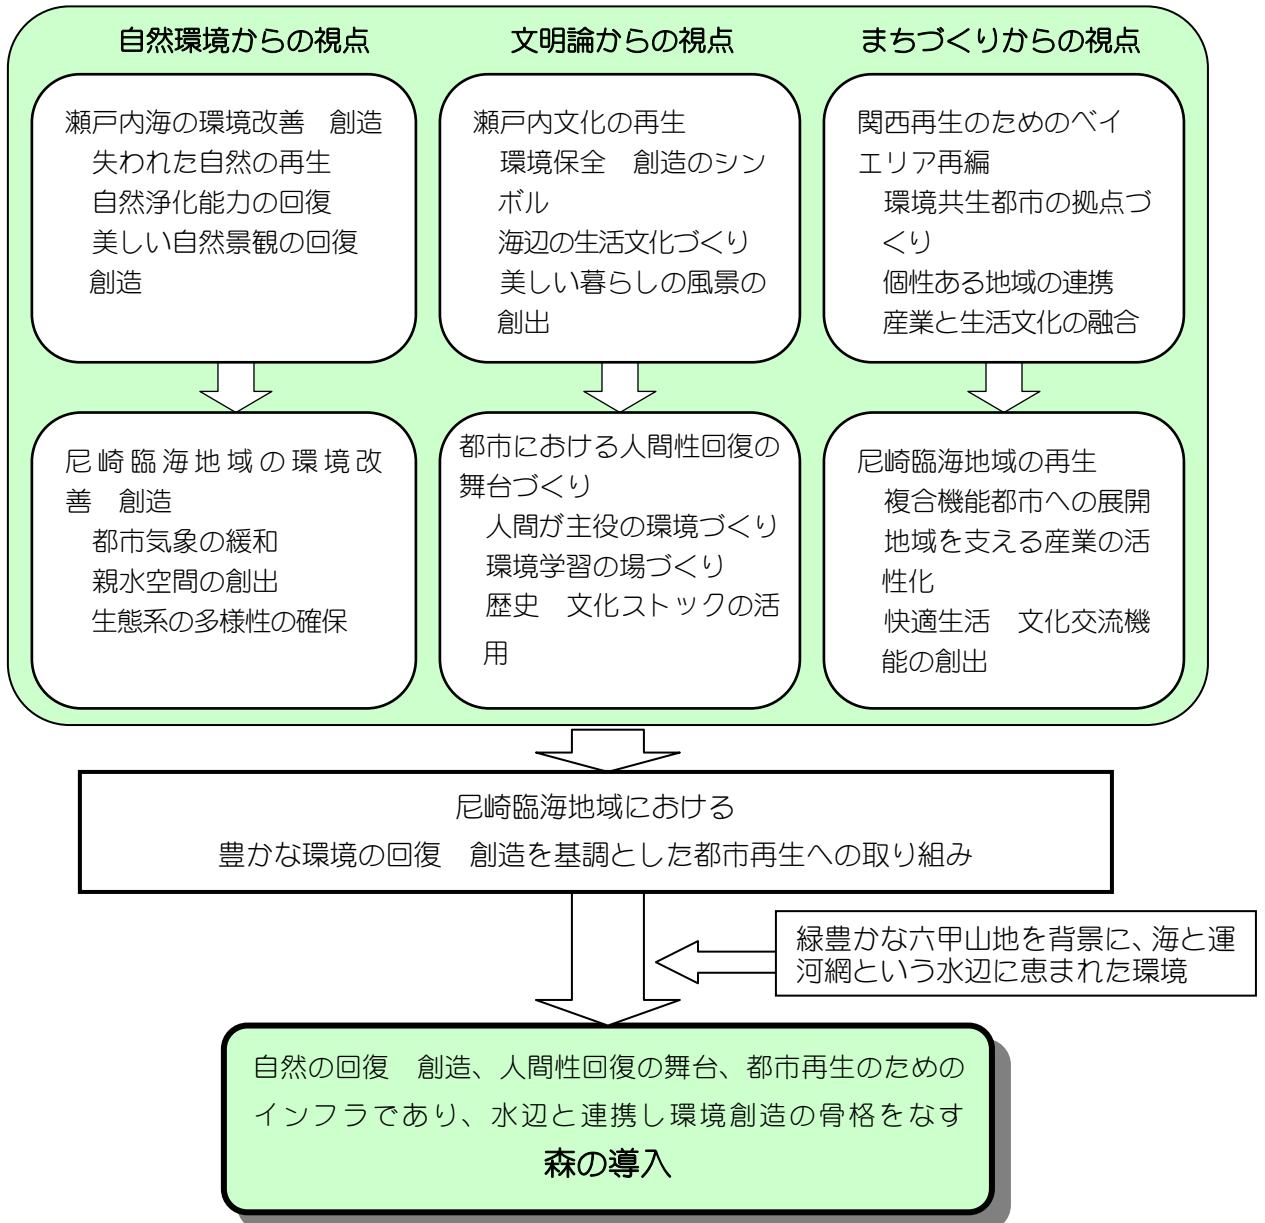 自然環境からの視点
瀬戸内海の環境改善　創造
失われた自然の再生
自然浄化能力の回復
美しい自然景観の回復
創造
尼崎臨海地域の環境改
善　創造
都市気象の緩和
親水空間の創出
生態系の多様性の確保
文明論からの視点
瀬戸内文化の再生
環境保全　創造のシン
ボル
海辺の生活文化づくり
美しい暮らしの風景の
創出
都市における人間性回復の
舞台づくり
人間が主役の環境づくり
環境学習の場づくり
歴史　文化ストックの活
用
まちづくりからの視点
関西再生のためのベイ
エリア再編
環境共生都市の拠点づ
くり
個性ある地域の連携
産業と生活文化の融合
尼崎臨海地域の再生
複合機能都市への展開
地域を支える産業の活
性化
快適生活　文化交流機
能の創出
尼崎臨海地域における
豊かな環境の回復　創造を基調とした都市再生への取り組み
緑豊かな六甲山地を背景に、海と運
河網という水辺に恵まれた環境
自然の回復　創造、人間性回復の舞台、都市再生のための
インフラであり、水辺と連携し環境創造の骨格をなす
森の導入